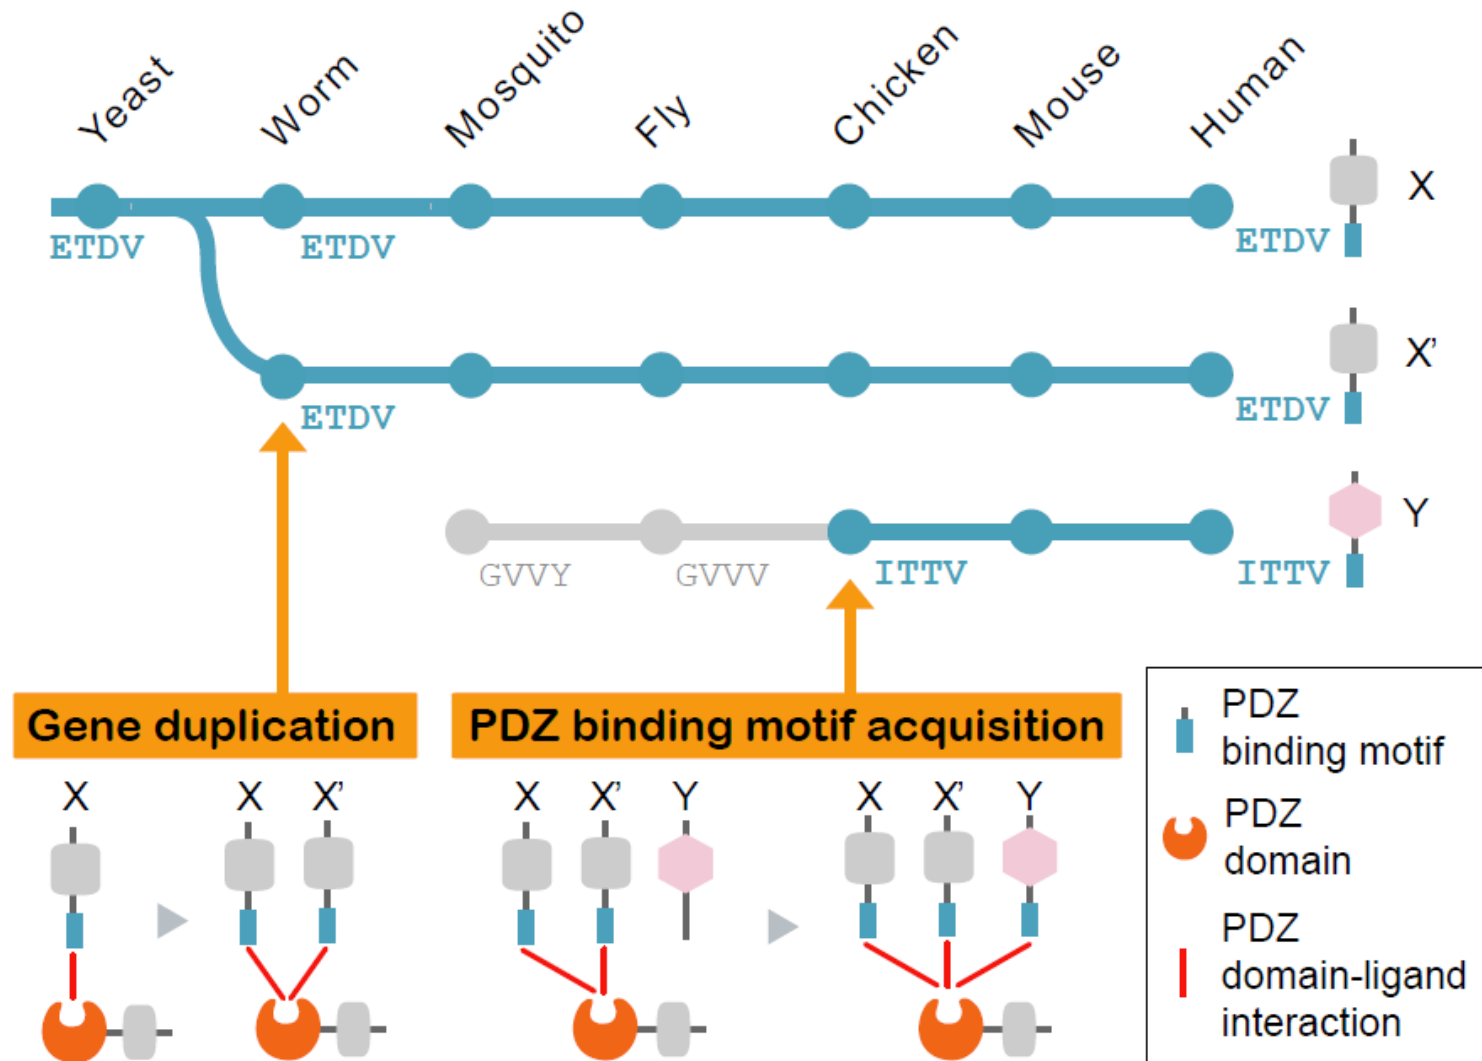 Yeast
Worm
Mosquito
Fly
Chicken
Mouse
Human
X
ETDV
ETDV
ETDV
X'
ETDV
ETDV
Y
GVVY
GVVV
ITTV
ITTV
Gene duplication
PDZ binding motif acquisition
X
X
X'
X
X'
Y
X
X'
Y
PDZ
binding motif
PDZ
domain
PDZ
domain-ligand
interaction